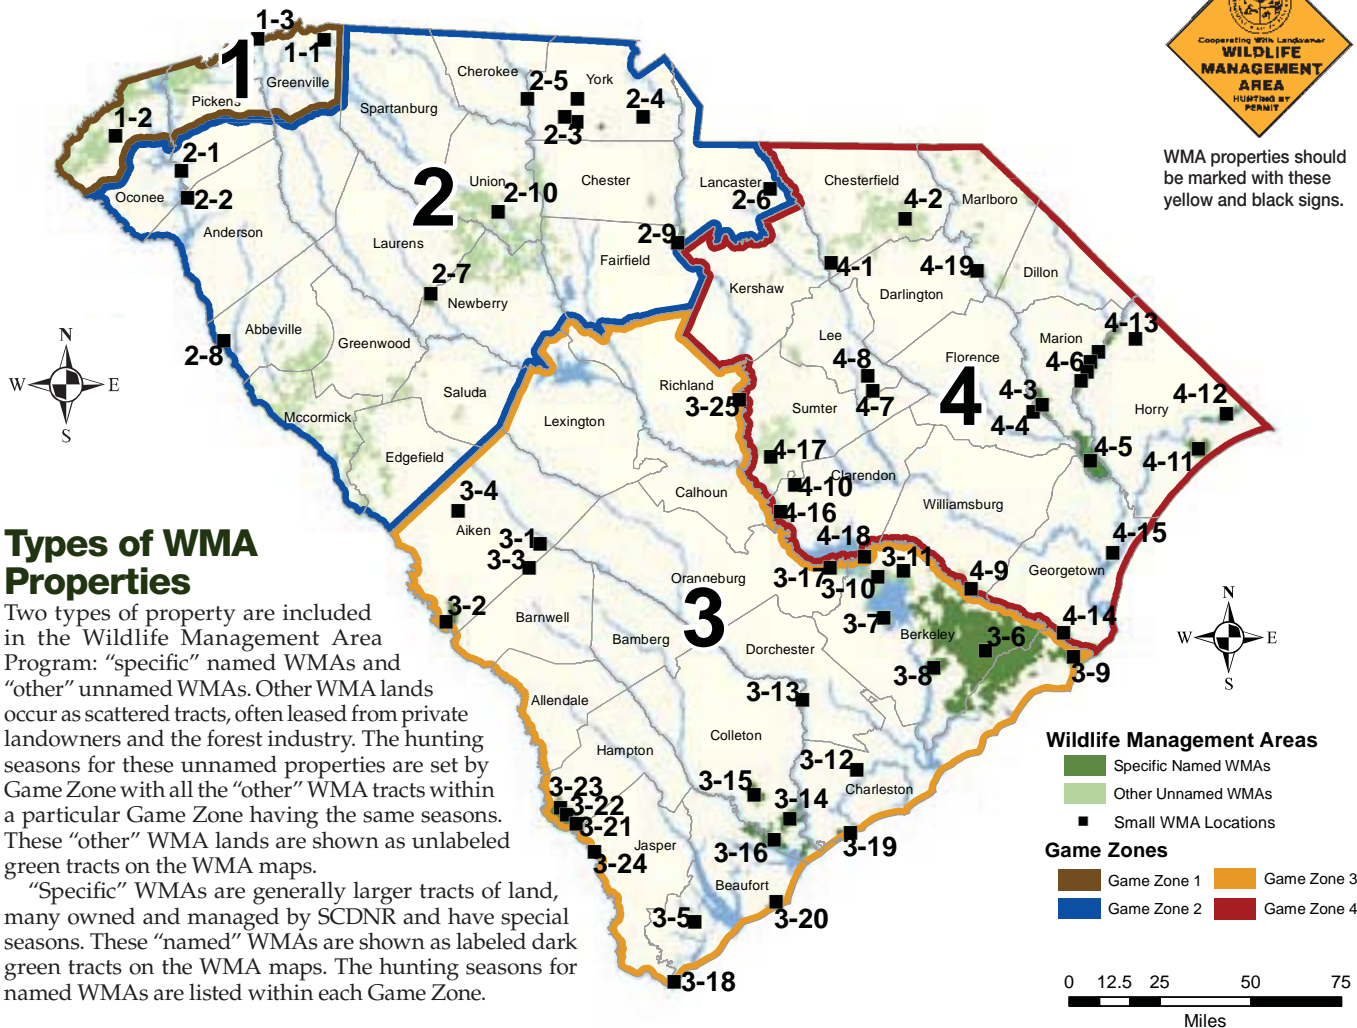 1-3
1
1-1
Greenville
Pickens
1-2
Cherokee
2-5
York
2-4
Spartanburg
2-3
2-1
2-2
Oconee
Anderson
2
Union
2-10
Chester
Lancaster
2-6
Chesterfield
4-2
Marlboro
Laurens
2-9
Fairfield
2-7
Newberry
Kershaw
4-1
4-19
Darlington
Dillon
Abbeville
2-8
Greenwood
Saluda
Mccormick
Edgefield
Lee
4-8
4-7
Florence
Marion
4-13
4-6
4-3
4-4
4
Horry
4-12
4-11
4-5
Richland
3-25
Sumter
Lexington
4-17
4-10
Clarendon
Calhoun
4-16
Williamsburg
4-18
4-15
Georgetown
3-4
Aiken
3-1
3-3
3-2
Barnwell
Orangeburg
3
Bamberg
3-17
3-10
3-11
3-7
4-9
Berkeley
3-6
4-14
3-9
3-8
Dorchester
3-13
Allendale
Hampton
Colleton
3-12
Charleston
3-15
3-14
3-16
3-19
3-23
3-22
3-21
3-24
Jasper
Beaufort
3-5
3-20
3-18
N
W
E
S
N
W
E
S
Cooperating With Landowner
WILDLIFE
MANAGEMENT
AREA
HUNTING BY
PERMIT
WMA properties should
be marked with these
yellow and black signs.
Types of WMA
Properties
Two types of property are included
in the Wildlife Management Area
Program: “specific” named WMAs and
“other” unnamed WMAs. Other WMA lands
occur as scattered tracts, often leased from private
landowners and the forest industry. The hunting
seasons for these unnamed properties are set by
Game Zone with all the “other” WMA tracts within
a particular Game Zone having the same seasons.
These “other” WMA lands are shown as unlabeled
green tracts on the WMA maps.
“Specific” WMAs are generally larger tracts of land,
many owned and managed by SCDNR and have special
seasons. These “named” WMAs are shown as labeled dark
green tracts on the WMA maps. The hunting seasons for
named WMAs are listed within each Game Zone.
Wildlife Management Areas
Specific Named WMAs
Other Unnamed WMAs
Small WMA Locations
Game Zones
Game Zone 1
Game Zone 3
Game Zone 2
Game Zone 4
0 12.5 25 50 75
Miles